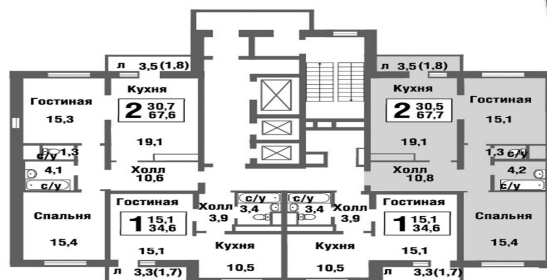 л 3,5(1,8)
Гостиная
15,3
Кухня
2 30,7
67,6
19,1
с/у 1,3
4,1
с/у
Холл
10,6
Спальня
15,4
1 15,1
34,6
Гостиная
15,1
Холл
3,9
с/у
3,4
Кухня
10,5
л 3,3(1,7)
л 3,5(1,8)
Кухня
2 30,5
67,7
19,1
Гостиная
15,1
1,3 с/у
4,2
с/у
Холл
10,8
Спальня
15,4
с/у
3,4
Холл
3,9
Гостиная
1 15,1
34,6
15,1
Кухня
10,5
л 3,3(1,7)